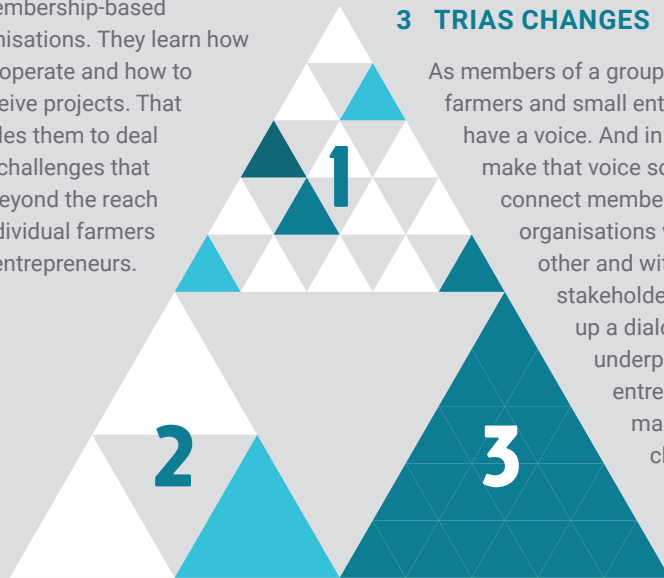 embership-based
nisations. They learn how
operate and how to
eive projects. That
les them to deal
challenges that
eyond the reach
dividual farmers
entrepreneurs.
3 TRIAS CHANGES
As members of a group
farmers and small ent
have a voice. And in
make that voice so
connect membe
organisations
other and wit
stakeholde
up a dialo
underp
entre
ma
1
2
3